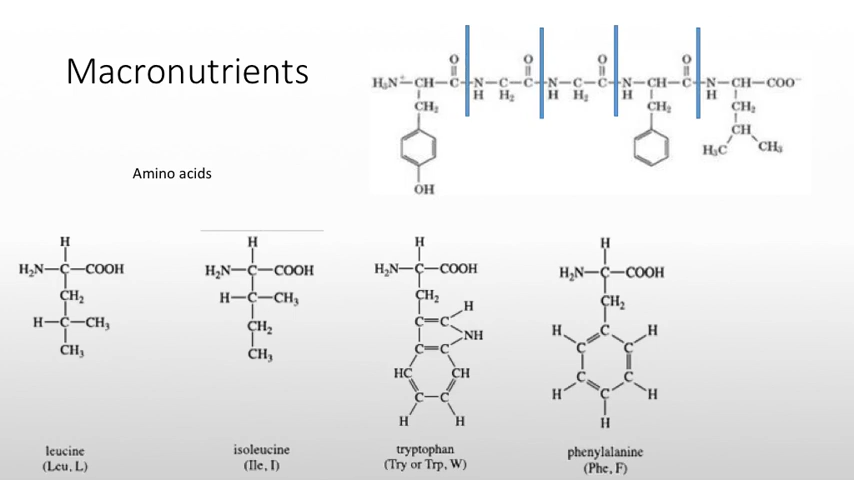 Macronutrients
Amino acids
O O O O
H₃N⁺—CH—C—N—C—C—N—C—C—N—CH—C—N—CH—COO⁻
H H₂ H H₂ H H
CH₂ CH₂ CH₂
CH
H₃C CH₃
OH
H H H H
H₂N—C—COOH H₂N—C—COOH H₂N—C—COOH H₂N—C—COOH
CH₂ H—C—CH₃ CH₂ CH₂
H—C—CH₃ CH₂ C=C H H C H
CH₃ CH₃ NH C C
C=C
HC CH C C
C—C H C H
H H H
leucine isoleucine tryptophan phenylalanine
(Leu, L) (Ile, I) (Try or Trp, W) (Phe, F)